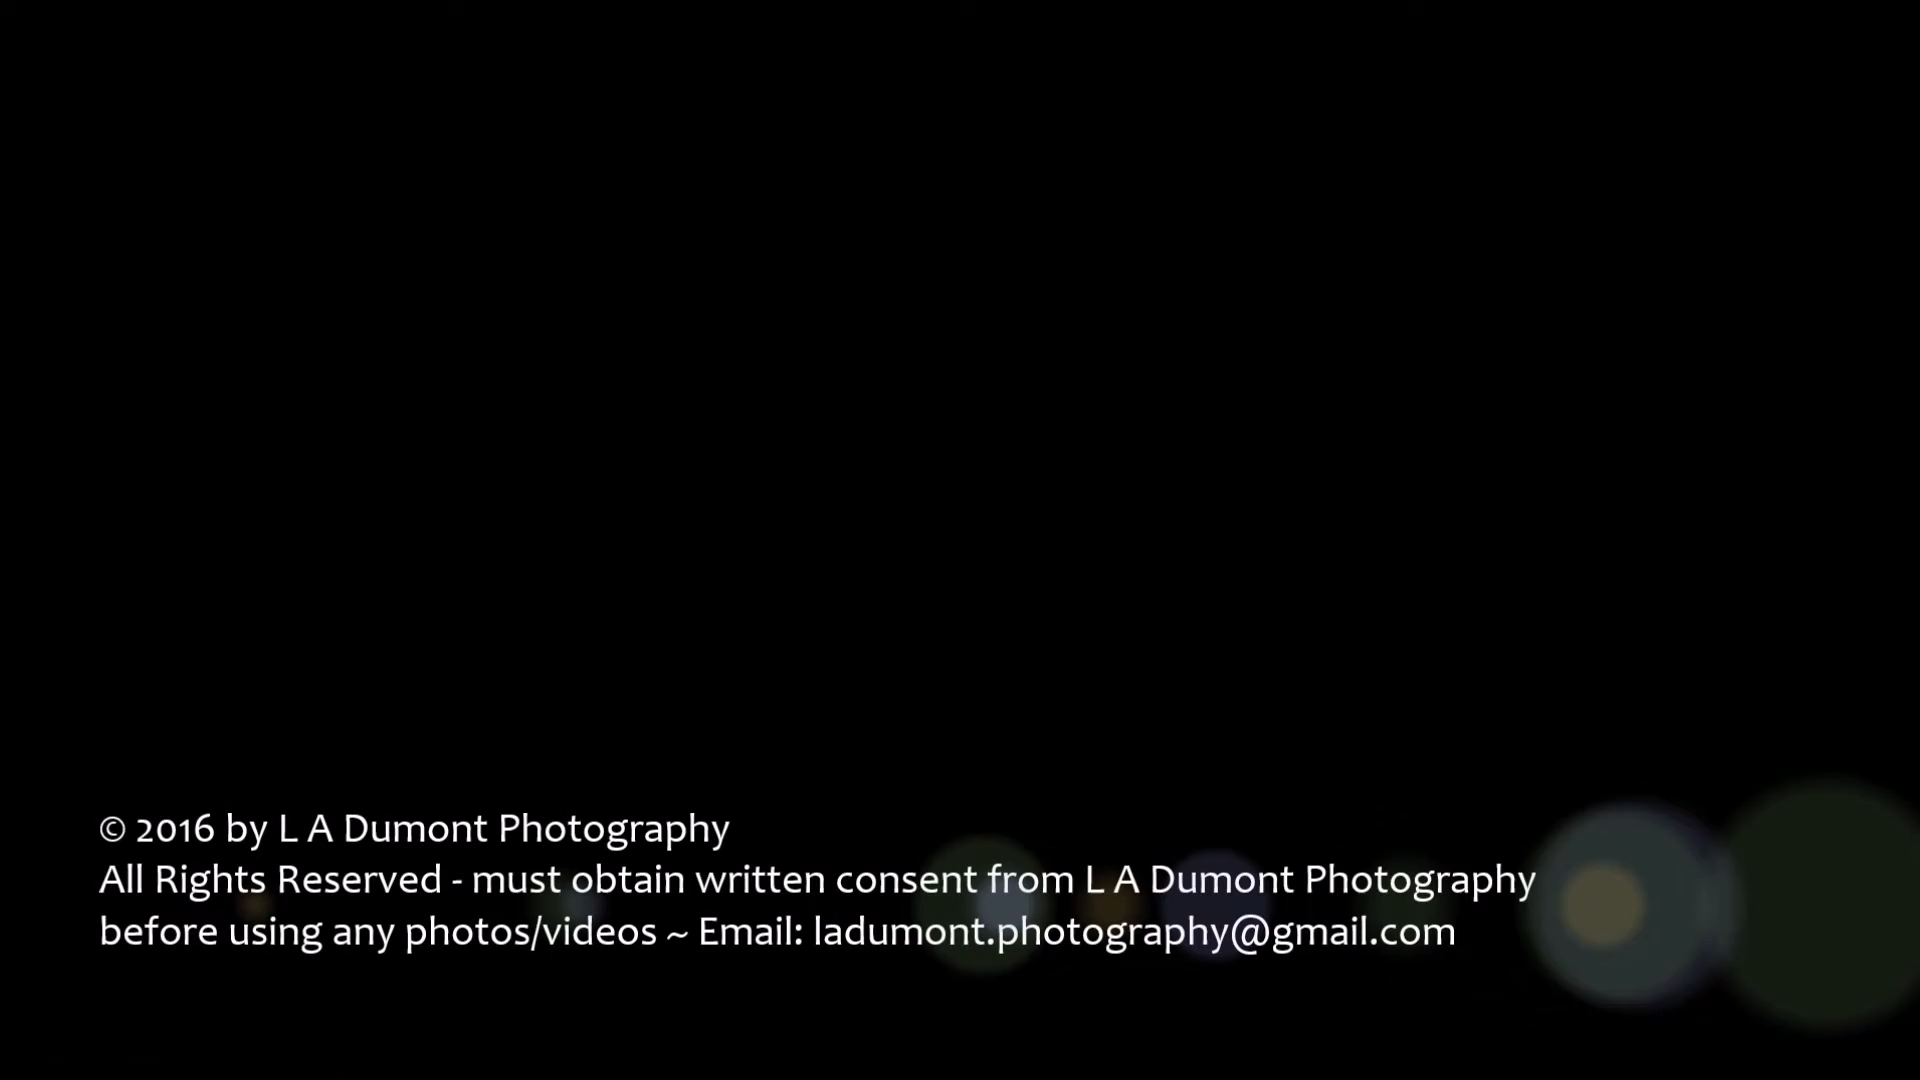 © 2016 by L A Dumont Photography
All Rights Reserved - must obtain written consent from L A Dumont Photography
before using any photos/videos ~ Email: ladumont.photography@gmail.com